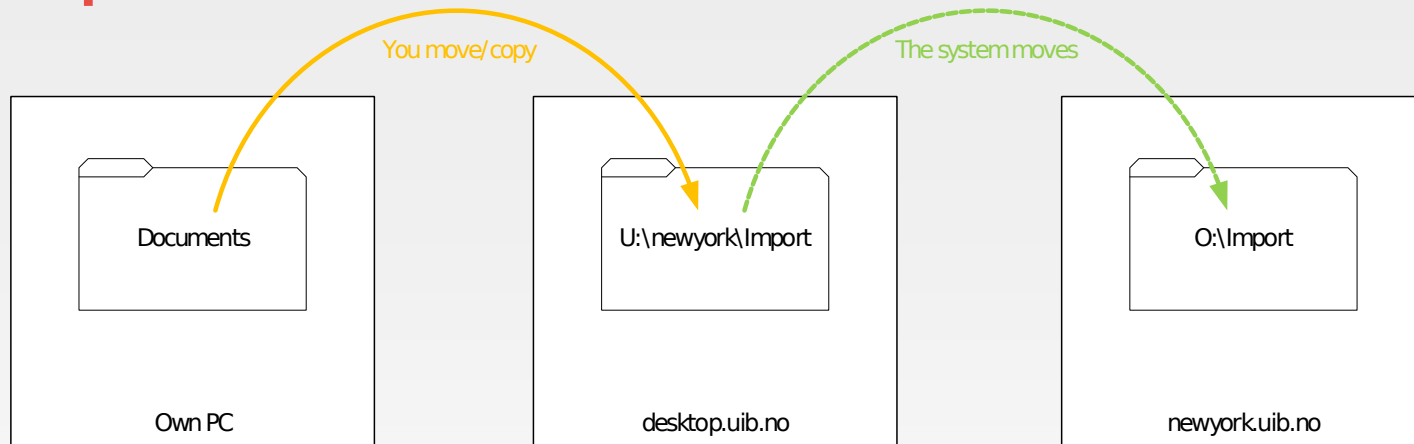 You move/copy
The system moves
Documents
U:\newyork\Import
O:\Import
Own PC
desktop.uib.no
newyork.uib.no